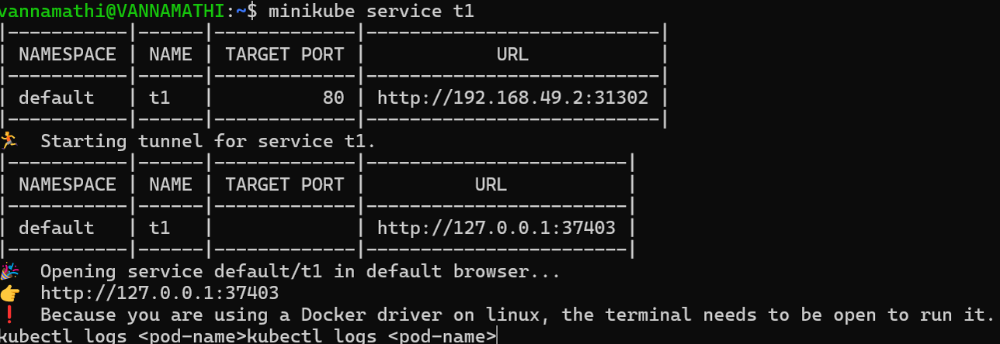 vannamathi@VANNAMATHI:~$ minikube service t1
|-----------|------|-------------|---------------------------|
| NAMESPACE | NAME | TARGET PORT |            URL            |
|-----------|------|-------------|---------------------------|
| default   | t1   |          80 | http://192.168.49.2:31302 |
|-----------|------|-------------|---------------------------|
🏃  Starting tunnel for service t1.
|-----------|------|-------------|------------------------|
| NAMESPACE | NAME | TARGET PORT |          URL           |
|-----------|------|-------------|------------------------|
| default   | t1   |             | http://127.0.0.1:37403 |
|-----------|------|-------------|------------------------|
🎉  Opening service default/t1 in default browser...
👉  http://127.0.0.1:37403
❗  Because you are using a Docker driver on linux, the terminal needs to be open to run it.
kubectl logs <pod-name>kubectl logs <pod-name>